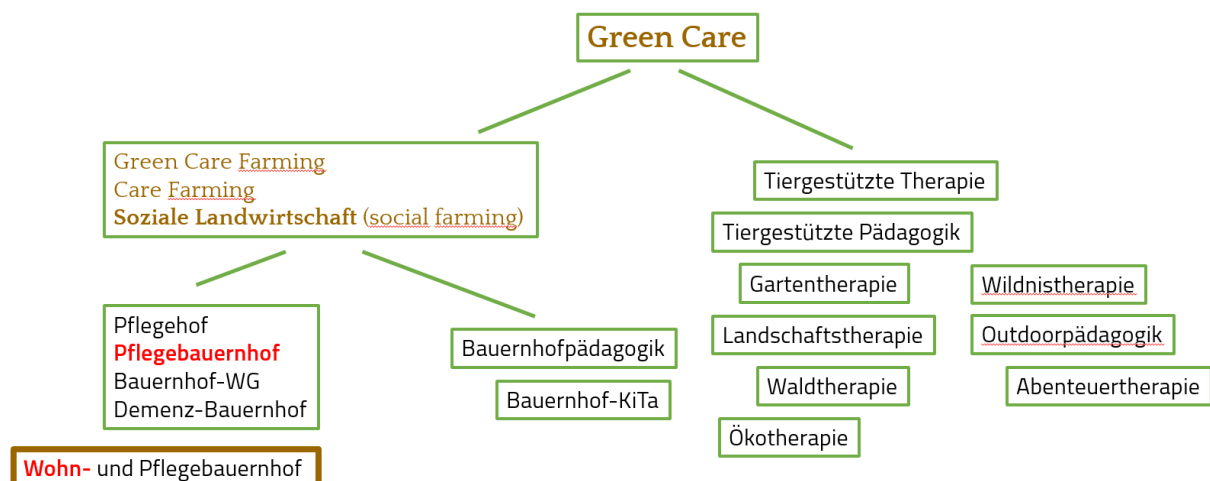 Green Care
Green Care Farming
Care Farming
Soziale Landwirtschaft (social farming)
Pflegehof
Pflegebauernhof
Bauernhof-WG
Demenz-Bauernhof
Wohn- und Pflegebauernhof
Bauernhofpädagogik
Bauernhof-KiTa
Tiergestützte Therapie
Tiergestützte Pädagogik
Gartentherapie
Landschaftstherapie
Waldtherapie
Ökotherapie
Wildnistherapie
Outdoorpädagogik
Abenteuertherapie